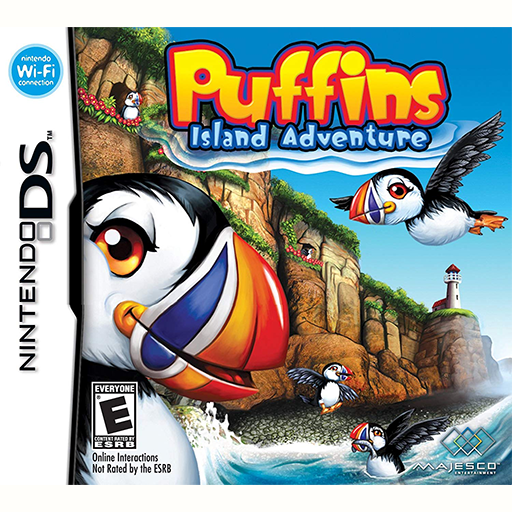 nintendo
Wi-Fi
connection
NINTENDO DS™
Puffins
Island Adventure
EVERYONE
E
CONTENT RATED BY
ESRB
Online Interactions
Not Rated by the ESRB
MAJESCO
ENTERTAINMENT